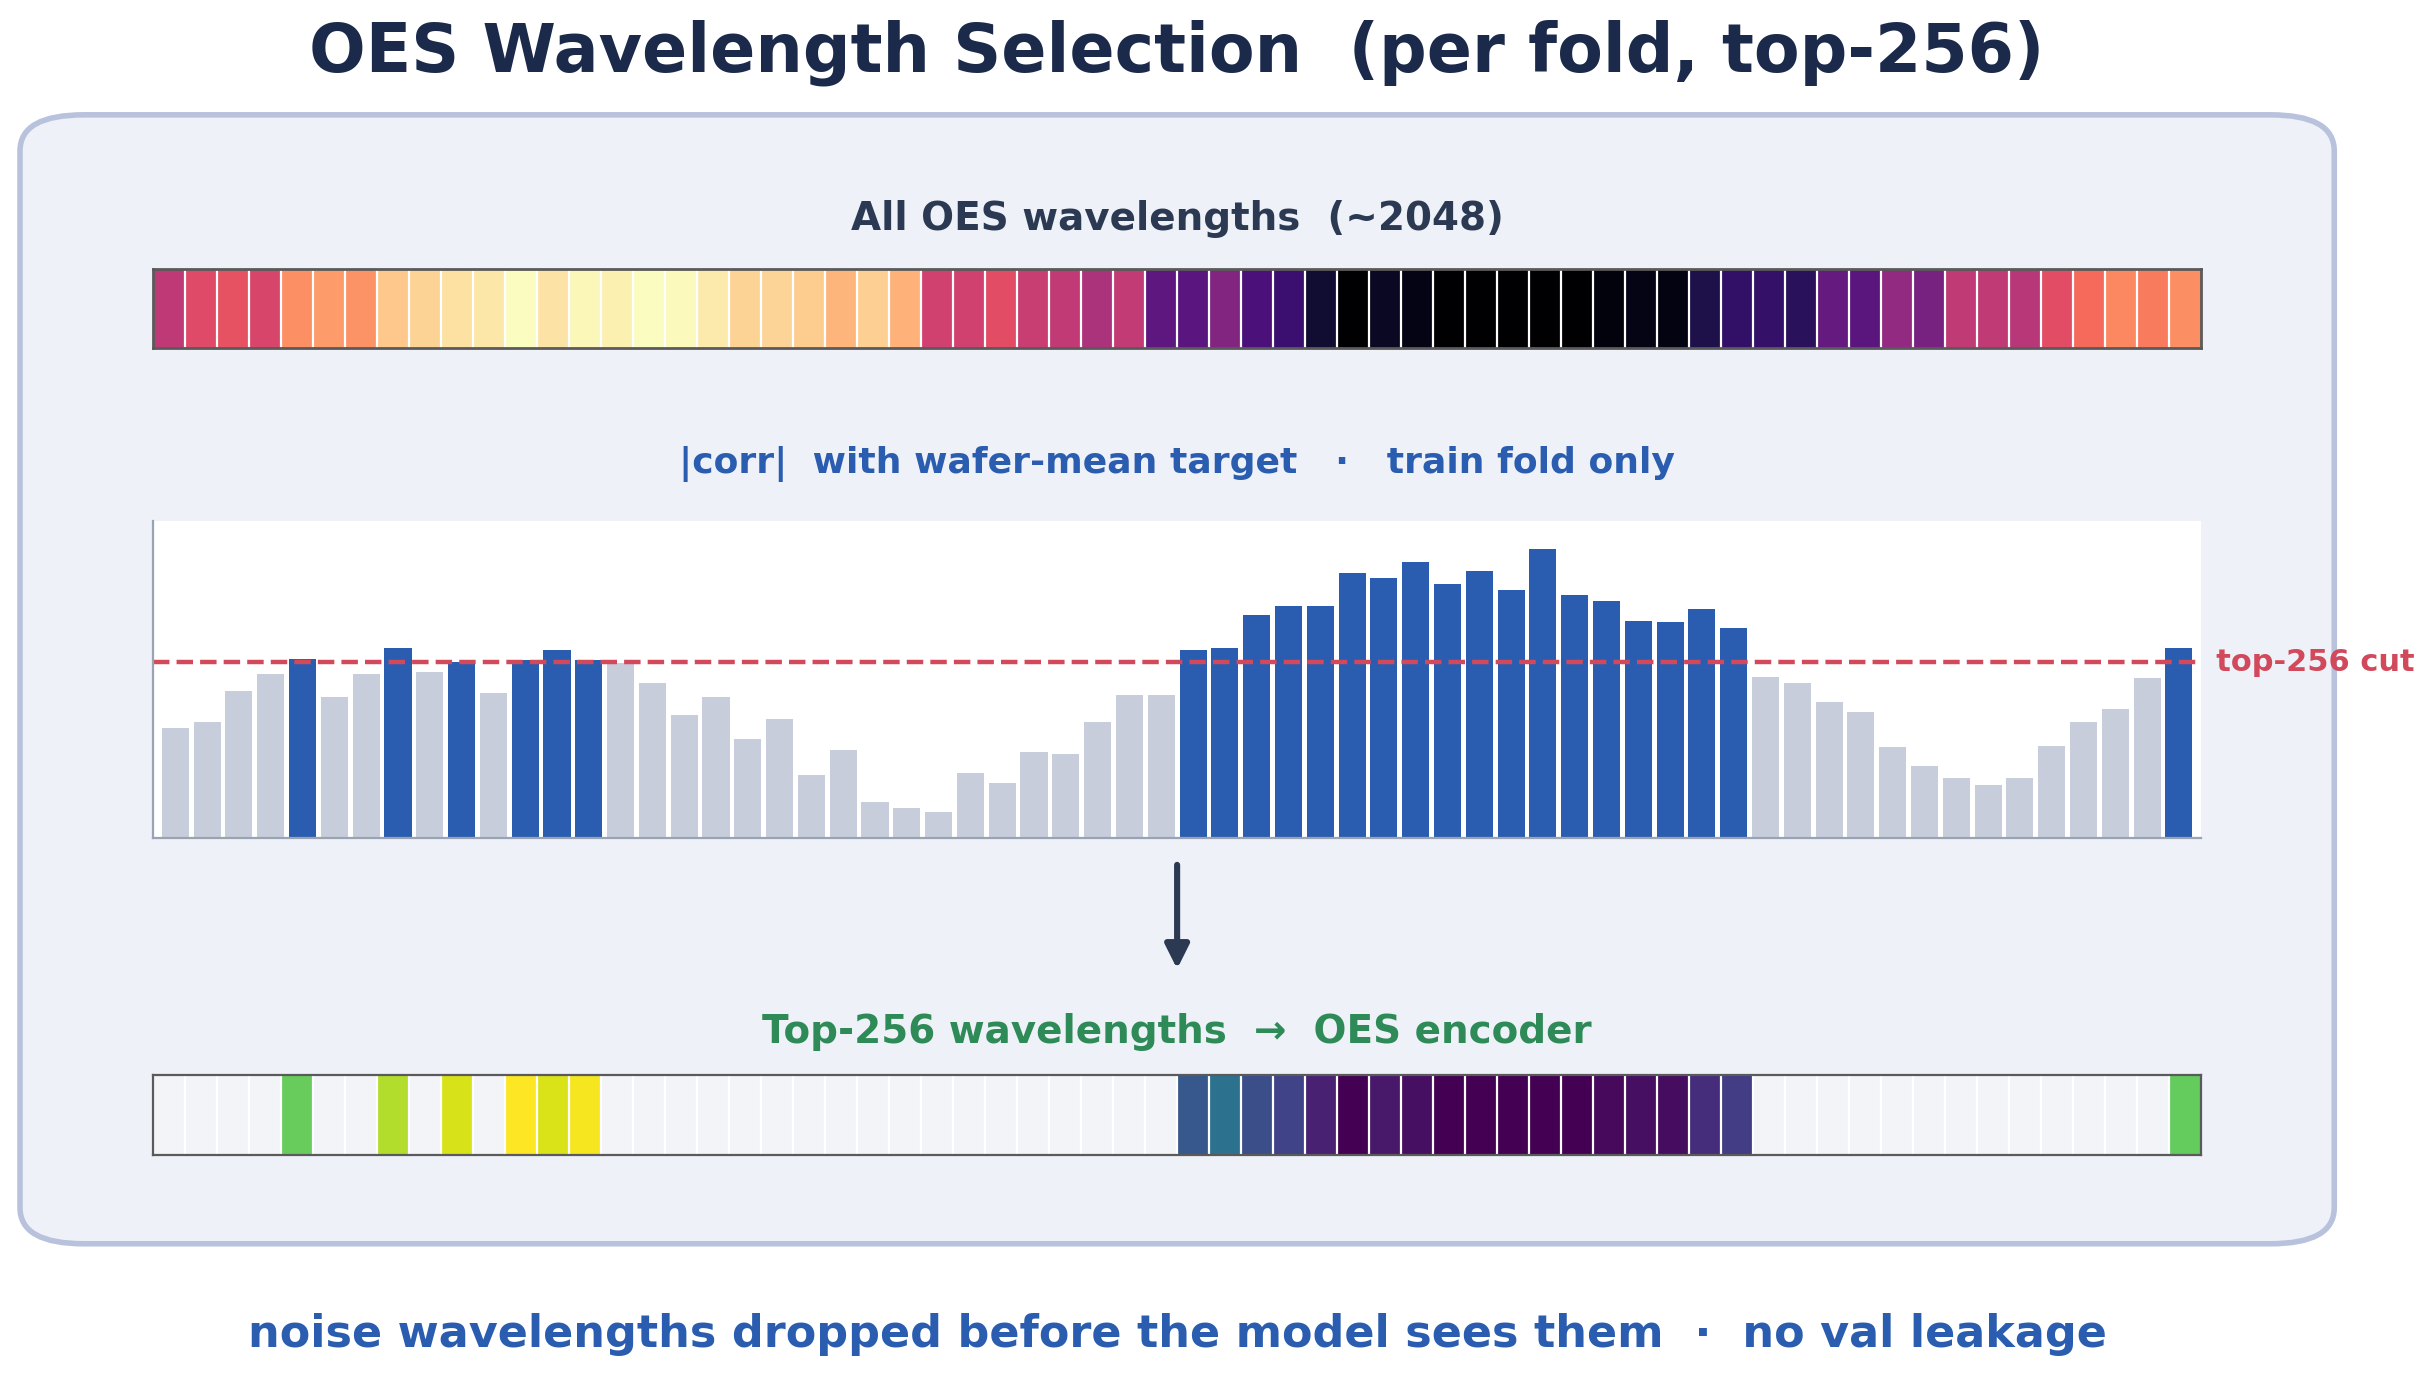 OES Wavelength Selection (per fold, top-256)
All OES wavelengths (~2048)
|corr| with wafer-mean target · train fold only
top-256 cut
Top-256 wavelengths → OES encoder
noise wavelengths dropped before the model sees them · no val leakage